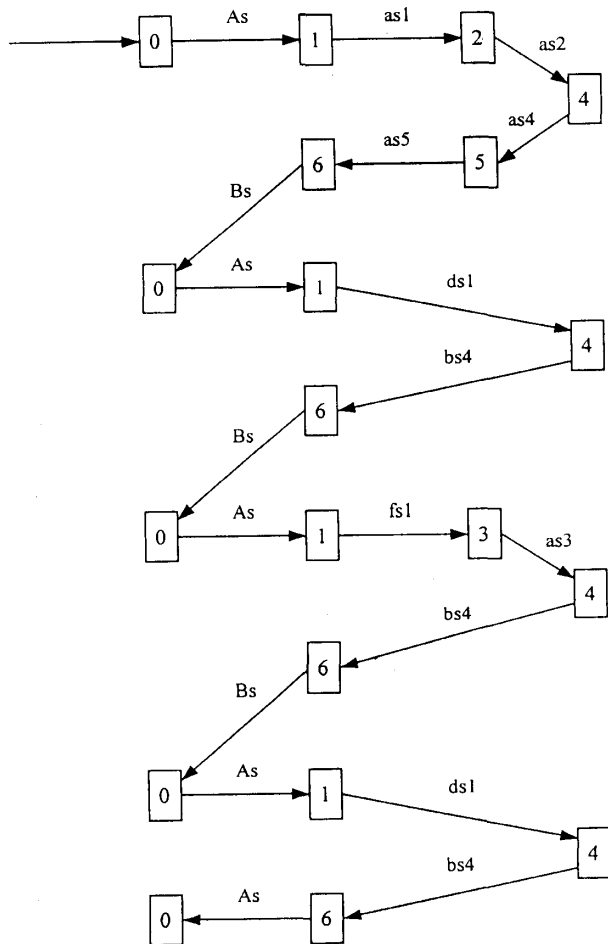 As as1 as2
0 1 2 4
as5 as4
6 5
Bs
As ds1
0 1 4
bs4
6
Bs
As fs1 as3
0 1 3 4
bs4
6
Bs
As ds1
0 1 4
As bs4
0 6